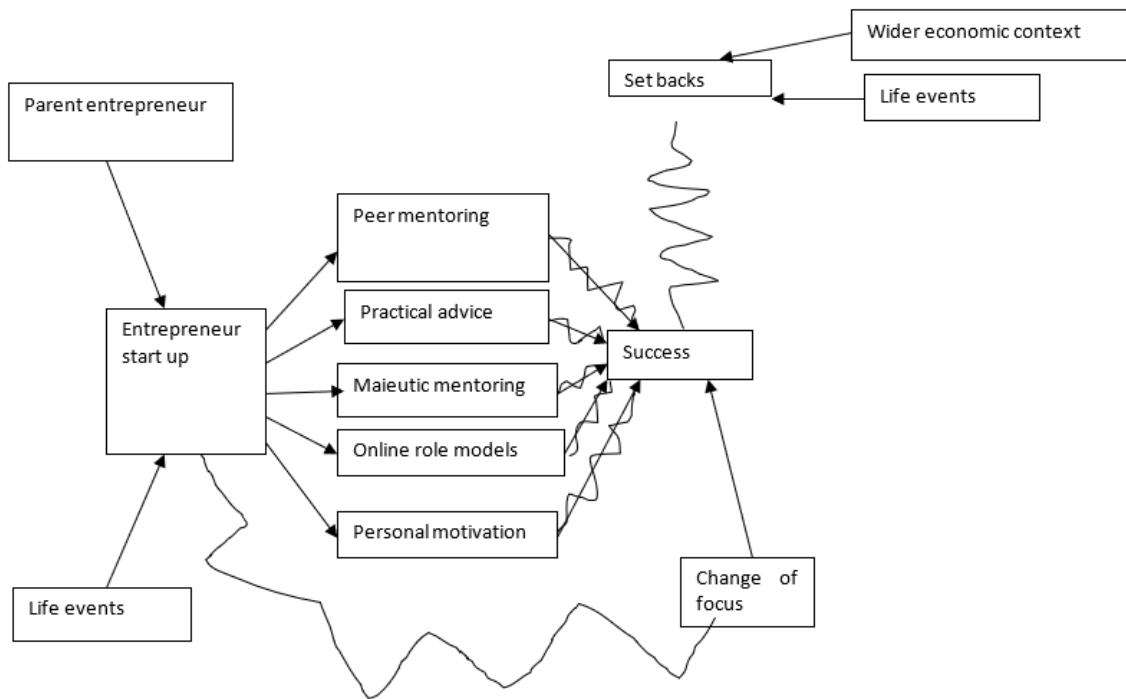 Wider economic context
Set backs
Life events
Parent entrepreneur
Peer mentoring
Practical advice
Entrepreneur
start up
Success
Maieutic mentoring
Online role models
Personal motivation
Change of
focus
Life events